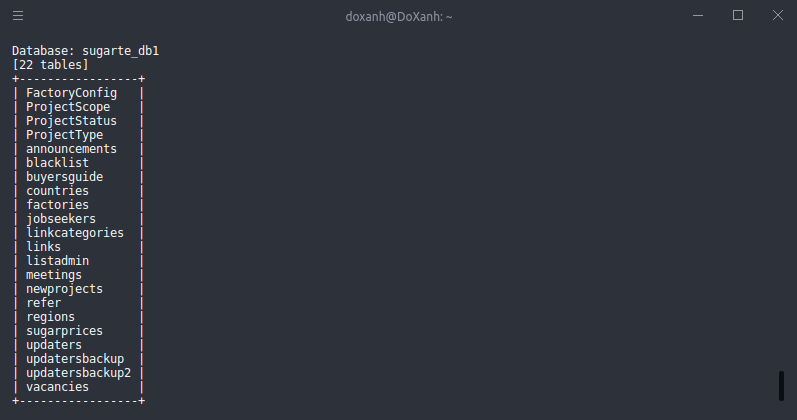 doxanh@DoXanh: ~
Database: sugarte_db1
[22 tables]
+-----------------+
| FactoryConfig   |
| ProjectScope    |
| ProjectStatus   |
| ProjectType     |
| announcements   |
| blacklist       |
| buyersguide     |
| countries       |
| factories       |
| jobseekers      |
| linkcategories  |
| links           |
| listadmin       |
| meetings        |
| newprojects     |
| refer           |
| regions         |
| sugarprices     |
| updaters        |
| updatersbackup  |
| updatersbackup2 |
| vacancies       |
+-----------------+